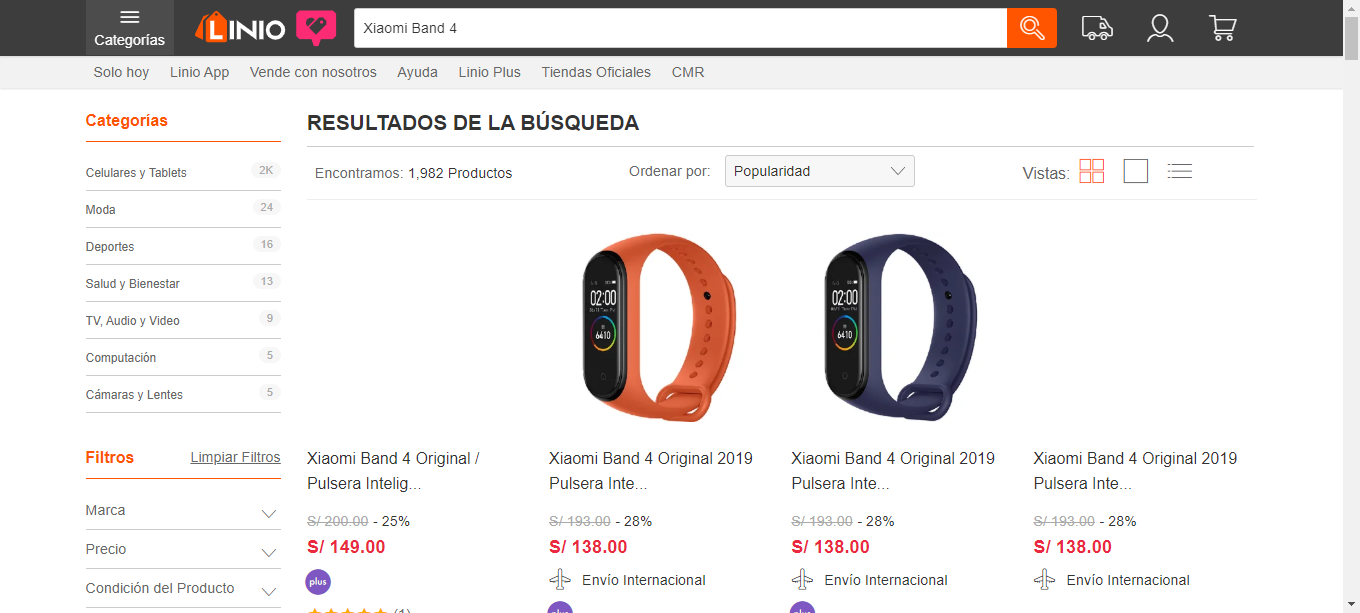 Categorías
LINIO
Xiaomi Band 4
Solo hoy
Linio App
Vende con nosotros
Ayuda
Linio Plus
Tiendas Oficiales
CMR
Categorías
Celulares y Tablets 2K
Moda 24
Deportes 16
Salud y Bienestar 13
TV, Audio y Video 9
Computación 5
Cámaras y Lentes 5
Filtros Limpiar Filtros
Marca
Precio
Condición del Producto
RESULTADOS DE LA BÚSQUEDA
Encontramos: 1,982 Productos
Ordenar por: Popularidad
Vistas:
02:00
6410
02:00
6410
Xiaomi Band 4 Original /
Pulsera Intelig...
S/ 200.00 - 25%
S/ 149.00
plus
(1)
Xiaomi Band 4 Original 2019
Pulsera Inte...
S/ 193.00 - 28%
S/ 138.00
Envío Internacional
plus
Xiaomi Band 4 Original 2019
Pulsera Inte...
S/ 193.00 - 28%
S/ 138.00
Envío Internacional
plus
Xiaomi Band 4 Original 2019
Pulsera Inte...
S/ 193.00 - 28%
S/ 138.00
Envío Internacional